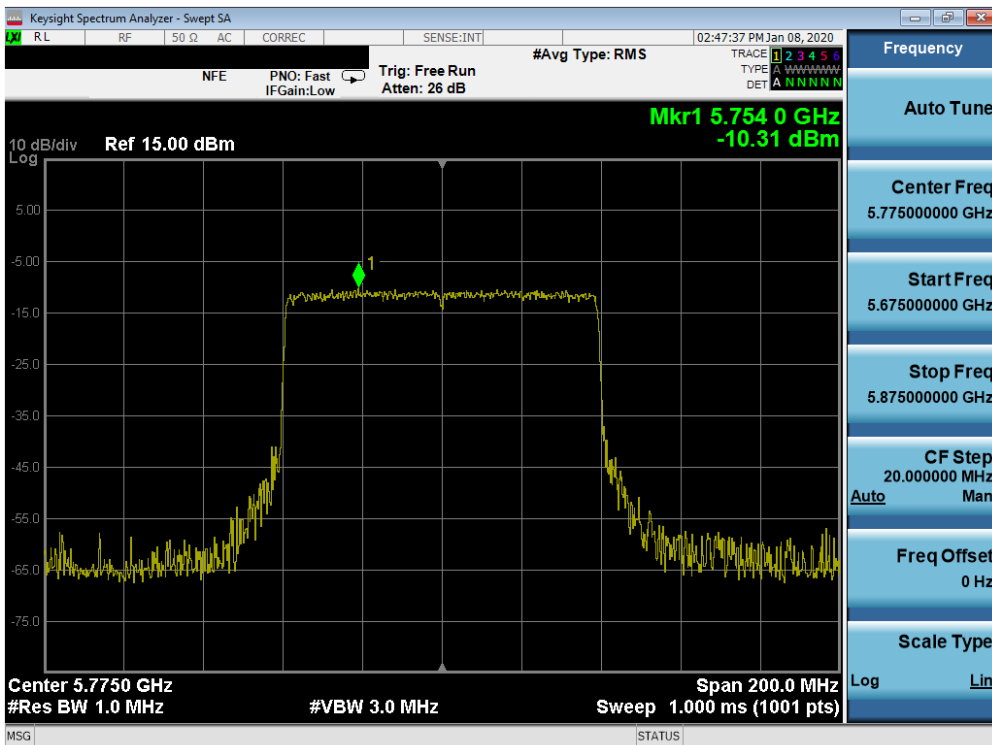 Keysight Spectrum Analyzer - Swept SA
LXI RL RF 50 Ω AC CORREC SENSE:INT 02:47:37 PM Jan 08, 2020
#Avg Type: RMS
TRACE 1 2 3 4 5 6
TYPE A WWWWW
DET A N N N N N
NFE PNO: Fast Trig: Free Run
IFGain:Low Atten: 26 dB
Mkr1 5.754 0 GHz
-10.31 dBm
10 dB/div Ref 15.00 dBm
Log
1
5.00
-5.00
-15.0
-25.0
-35.0
-45.0
-55.0
-65.0
-75.0
Center 5.7750 GHz Span 200.0 MHz
#Res BW 1.0 MHz #VBW 3.0 MHz Sweep 1.000 ms (1001 pts)
MSG STATUS
Frequency
Auto Tune
Center Freq
5.775000000 GHz
Start Freq
5.675000000 GHz
Stop Freq
5.875000000 GHz
CF Step
20.000000 MHz
Auto Man
Freq Offset
0 Hz
Scale Type
Log Lin